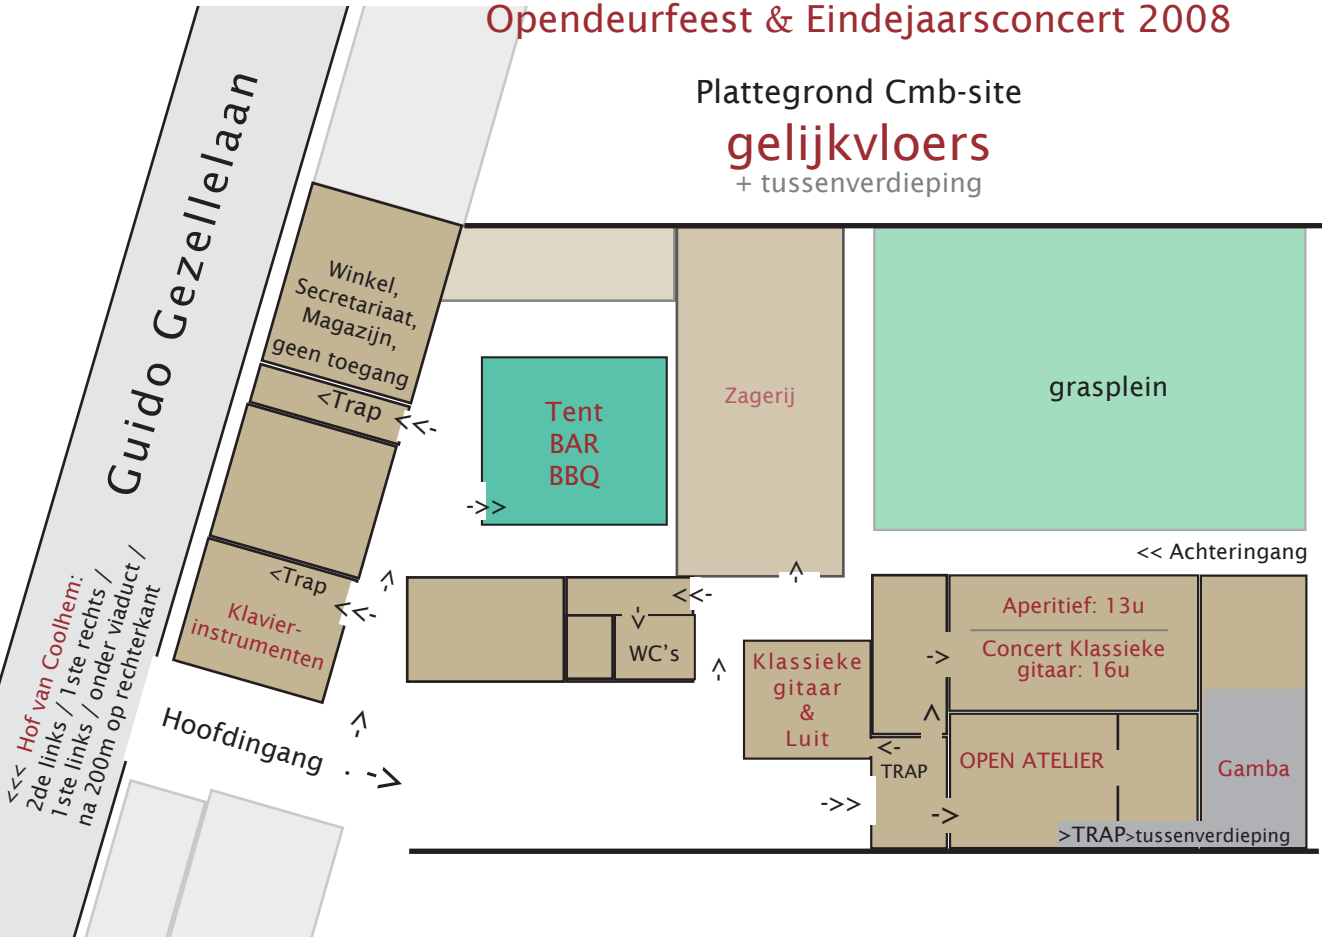 Opendeurfeest & Eindejaarsconcert 2008
Plattegrond Cmb-site
gelijkvloers
+ tussenverdieping
Guido Gezellelaan
Winkel,
Secretariaat,
Magazijn,
geen toegang
<Trap
<<-
Tent
BAR
BBQ
->>
Zagerij
grasplein
<< Achteringang
<Trap
<<-
Klavier-
instrumenten
->
<<-
->
WC's
->
->
Klassieke
gitaar
&
Luit
Aperitief: 13u
Concert Klassieke
gitaar: 16u
->
>
<-
TRAP
->>
OPEN ATELIER
->
Gamba
>TRAP>tussenverdieping
Hoofdingang . ->
->
<<< Hof van Coolhem:
2de links / 1ste rechts /
1ste links / onder viaduct /
na 200m op rechterkant